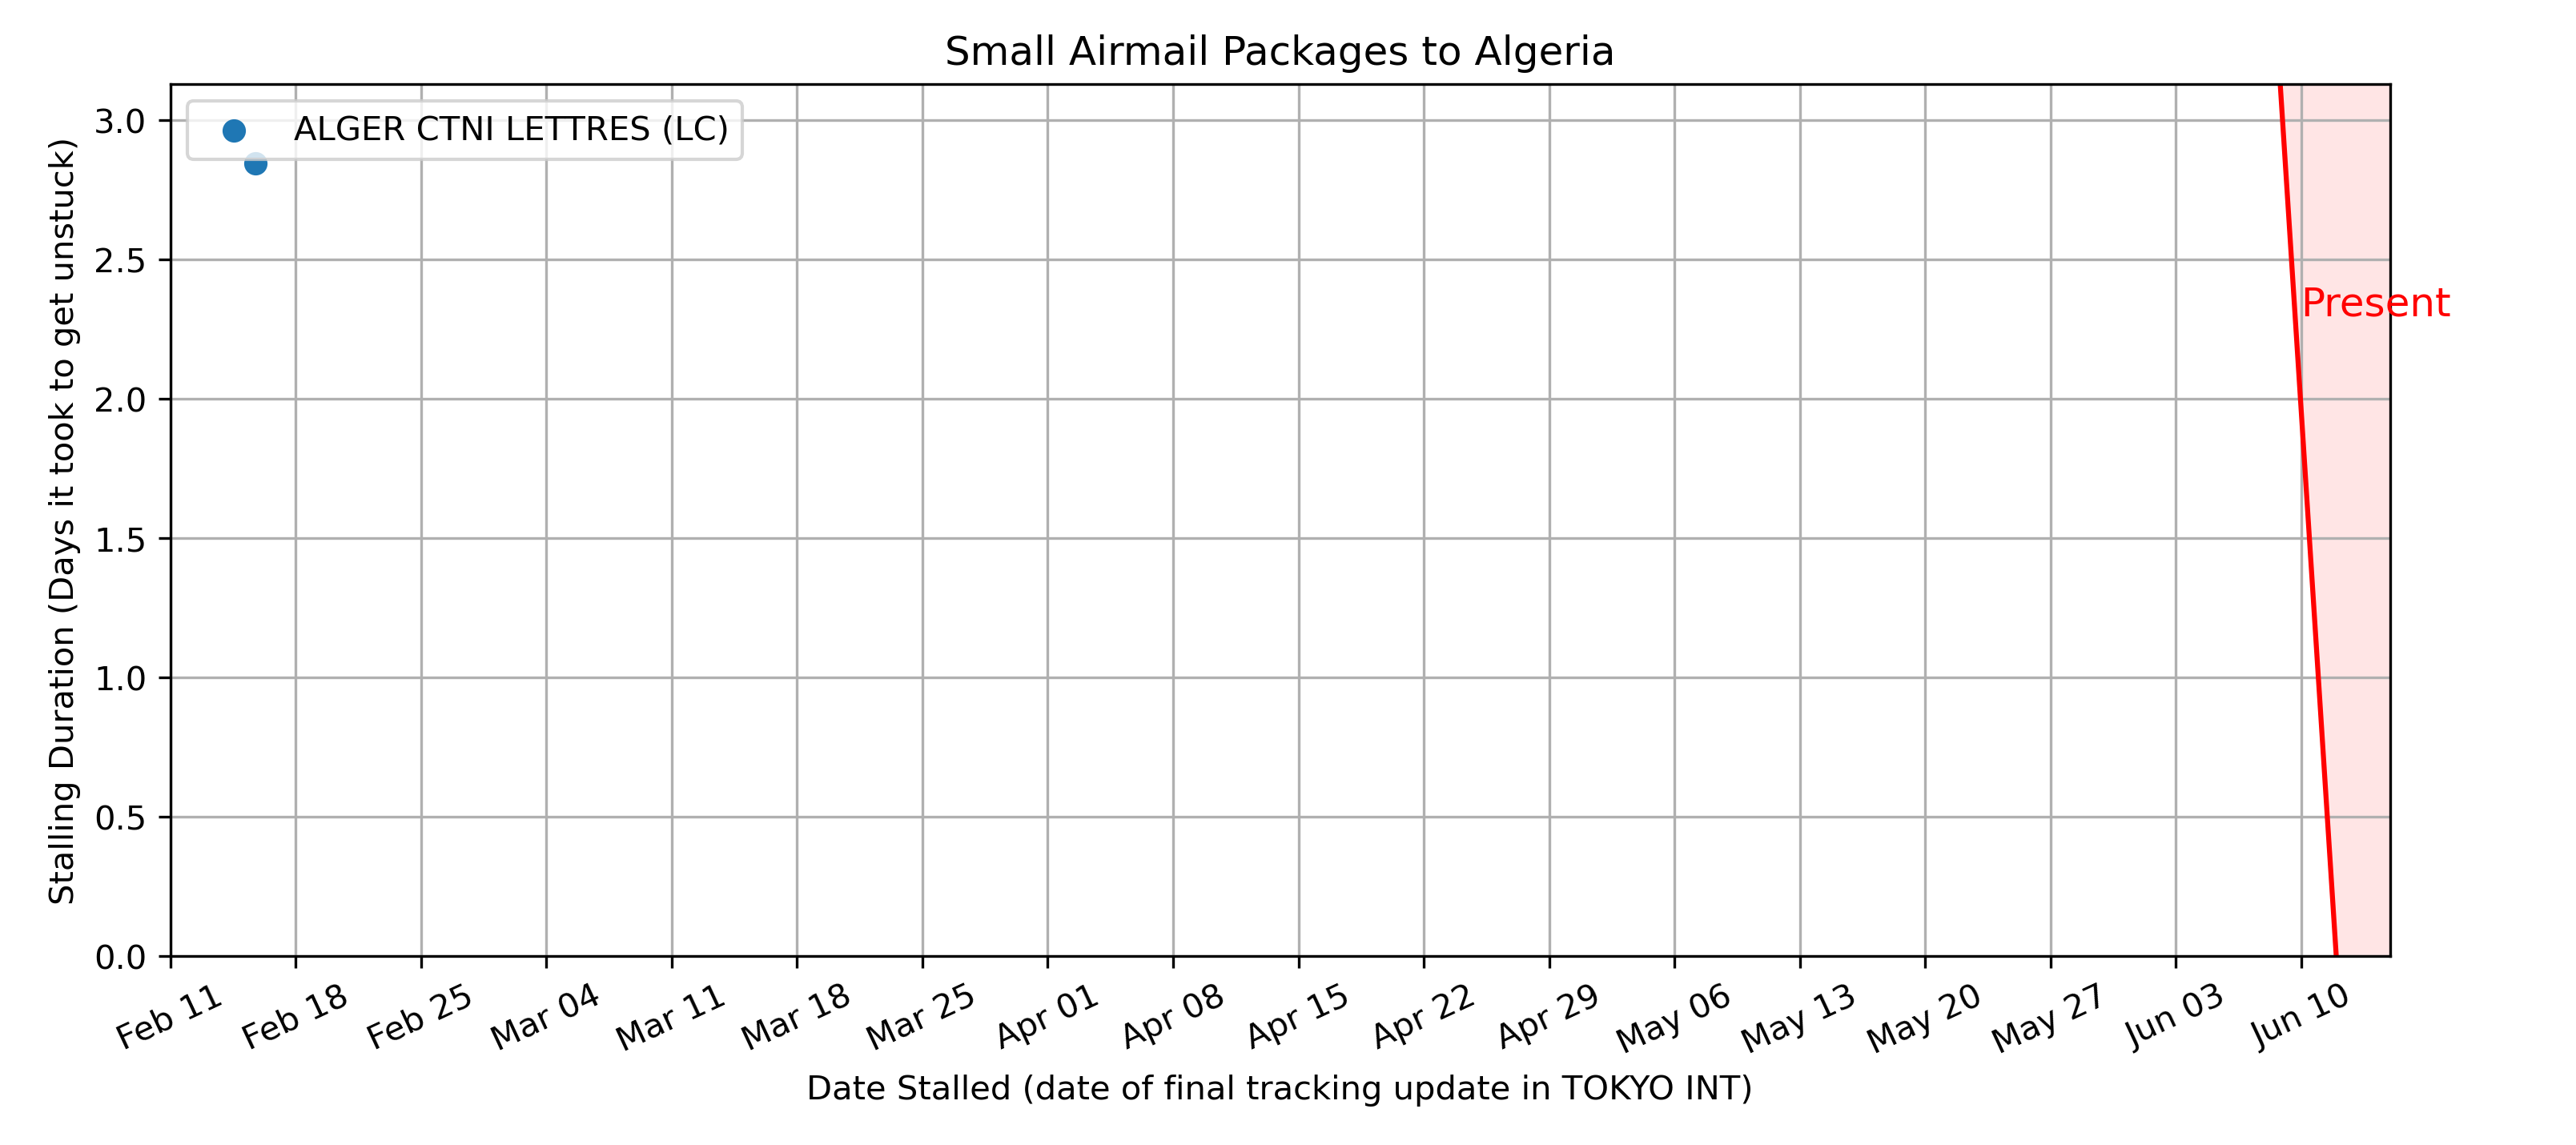 Small Airmail Packages to Algeria
ALGER CTNI LETTRES (LC)
Present
Stalling Duration (Days it took to get unstuck)
3.0
2.5
2.0
1.5
1.0
0.5
0.0
Feb 11
Feb 18
Feb 25
Mar 04
Mar 11
Mar 18
Mar 25
Apr 01
Apr 08
Apr 15
Apr 22
Apr 29
May 06
May 13
May 20
May 27
Jun 03
Jun 10
Date Stalled (date of final tracking update in TOKYO INT)